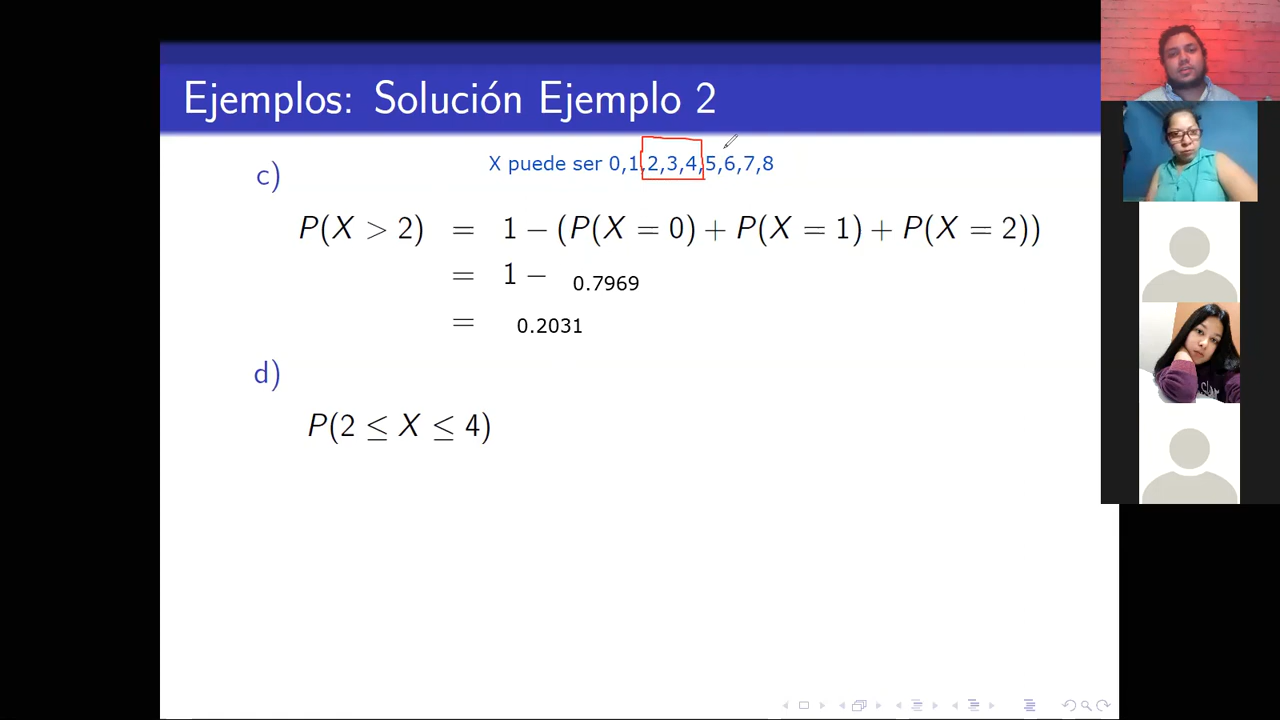 Ejemplos: Solución Ejemplo 2
X puede ser 0,1,2,3,4,5,6,7,8
c)
P(X > 2) = 1 − (P(X = 0) + P(X = 1) + P(X = 2))
= 1 − 0.7969
= 0.2031
d)
P(2 ≤ X ≤ 4)